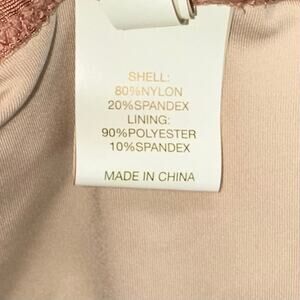 SHELL:
80%NYLON
20%SPANDEX
LINING:
90%POLYESTER
10%SPANDEX
MADE IN CHINA